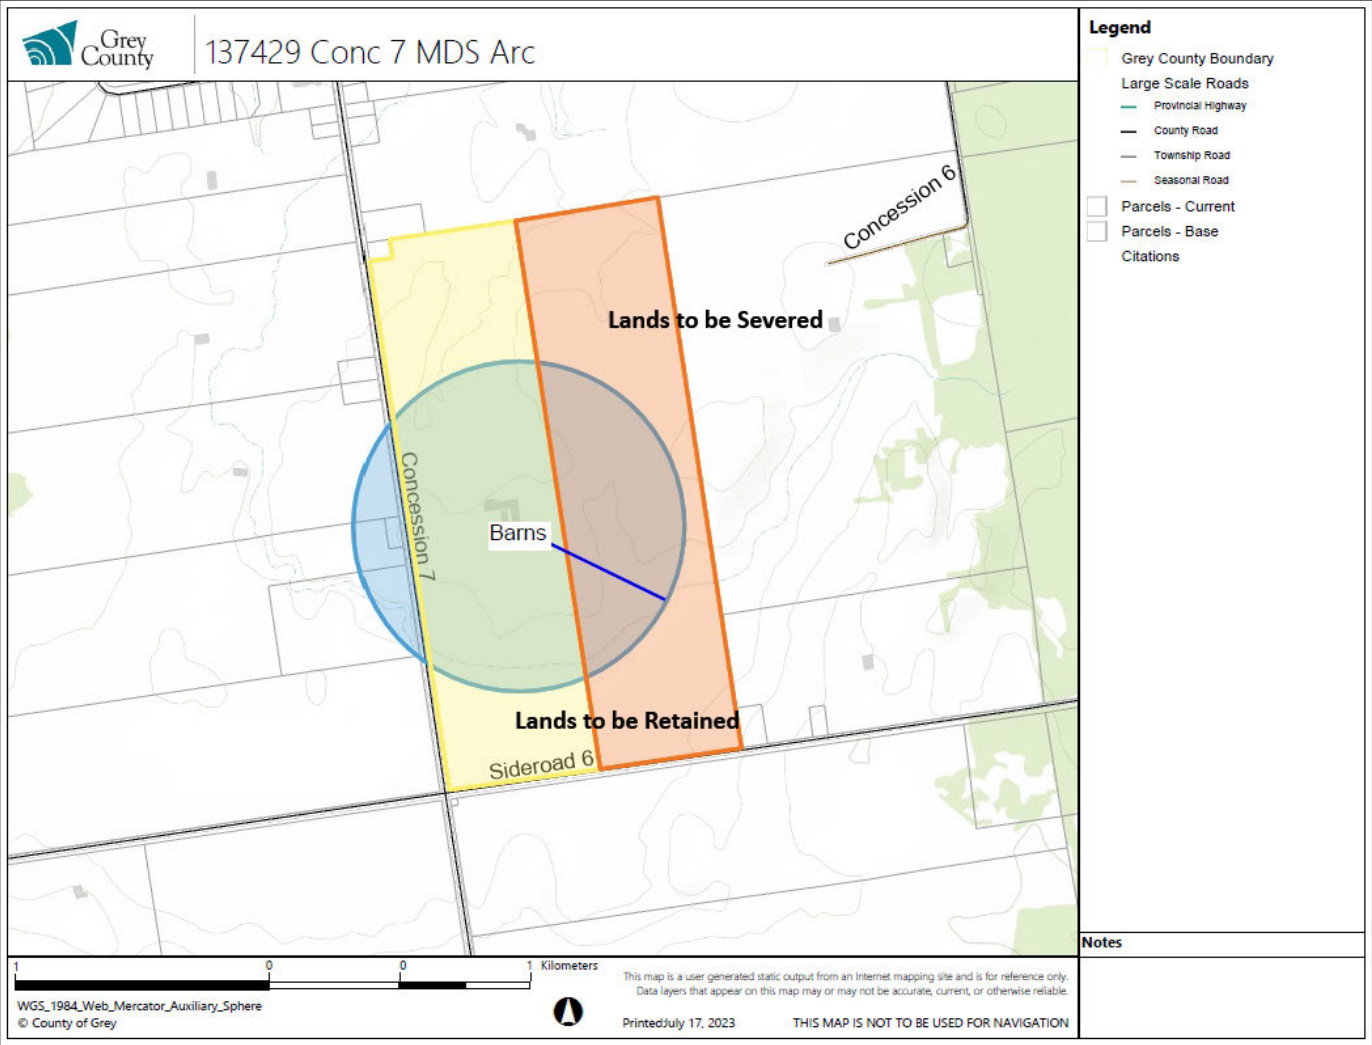 Grey
County
137429 Conc 7 MDS Arc
Legend
Grey County Boundary
Large Scale Roads
Provincial Highway
County Road
Township Road
Seasonal Road
Parcels - Current
Parcels - Base
Citations
Concession 6
Lands to be Severed
Concession 7
Barns
Lands to be Retained
Sideroad 6
Notes
1 0 0 1 Kilometers
WGS_1984_Web_Mercator_Auxiliary_Sphere
© County of Grey
This map is a user generated static output from an Internet mapping site and is for reference only.
Data layers that appear on this map may or may not be accurate, current, or otherwise reliable.
Printed:July 17, 2023
THIS MAP IS NOT TO BE USED FOR NAVIGATION